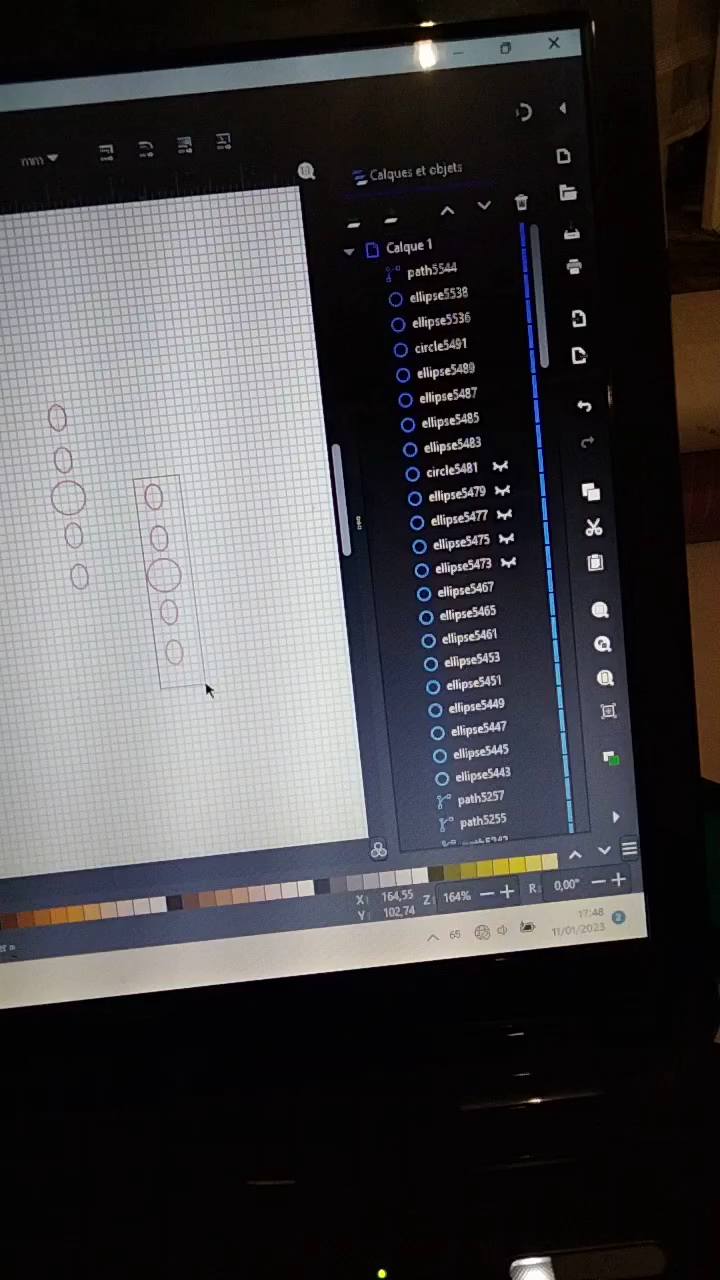 mm
Calques et objets
Calque 1
path5544
ellipse5538
ellipse5536
circle5491
ellipse5489
ellipse5487
ellipse5485
ellipse5483
circle5481
ellipse5479
ellipse5477
ellipse5475
ellipse5473
ellipse5467
ellipse5465
ellipse5461
ellipse5453
ellipse5451
ellipse5449
ellipse5447
ellipse5445
ellipse5443
path5257
path5255
X: 164,55 Z: 164% R: 0,00°
Y: 102,74
65 17:48 2
11/01/2023